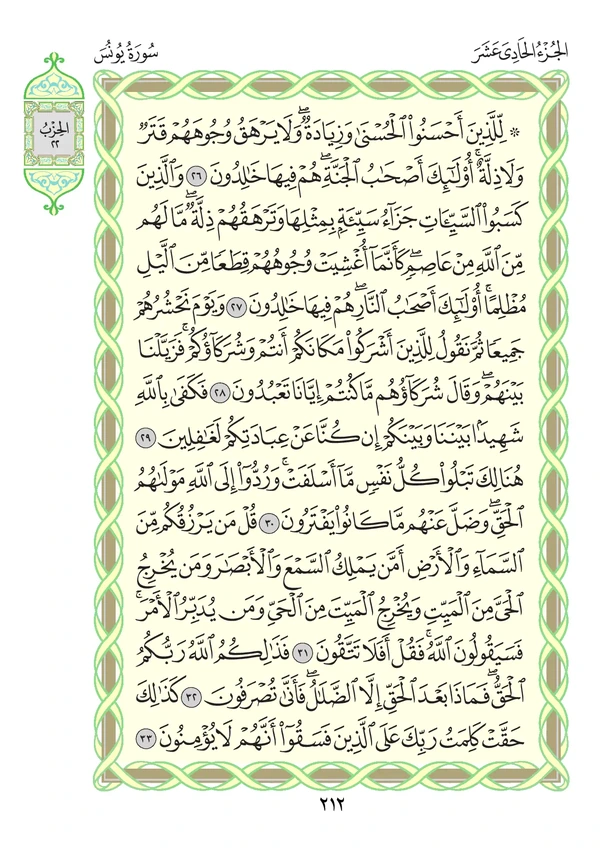 الجُزْءُ الحَادِيَ عَشَرَ
سُورَةُ يُونُسَ
الحِزْبُ
٢٢
۞ لِّلَّذِينَ أَحْسَنُواْ ٱلْحُسْنَىٰ وَزِيَادَةٌۖ وَلَا يَرْهَقُ وُجُوهَهُمْ قَتَرٌ
وَلَا ذِلَّةٌۚ أُوْلَـٰٓئِكَ أَصْحَـٰبُ ٱلْجَنَّةِۖ هُمْ فِيهَا خَـٰلِدُونَ ٢٦ وَٱلَّذِينَ
كَسَبُواْ ٱلسَّيِّـَٔاتِ جَزَآءُ سَيِّئَةِۭ بِمِثْلِهَا وَتَرْهَقُهُمْ ذِلَّةٌۖ مَّا لَهُم
مِّنَ ٱللَّهِ مِنْ عَاصِمٍۖ كَأَنَّمَآ أُغْشِيَتْ وُجُوهُهُمْ قِطَعًا مِّنَ ٱلَّيْلِ
مُظْلِمًاۚ أُوْلَـٰٓئِكَ أَصْحَـٰبُ ٱلنَّارِۖ هُمْ فِيهَا خَـٰلِدُونَ ٢٧ وَيَوْمَ نَحْشُرُهُمْ
جَمِيعًا ثُمَّ نَقُولُ لِلَّذِينَ أَشْرَكُواْ مَكَانَكُمْ أَنتُمْ وَشُرَكَآؤُكُمْۚ فَزَيَّلْنَا
بَيْنَهُمْۖ وَقَالَ شُرَكَآؤُهُم مَّا كُنتُمْ إِيَّانَا تَعْبُدُونَ ٢٨ فَكَفَىٰ بِٱللَّهِ
شَهِيدًۢا بَيْنَنَا وَبَيْنَكُمْ إِن كُنَّا عَنْ عِبَادَتِكُمْ لَغَـٰفِلِينَ ٢٩
هُنَالِكَ تَبْلُواْ كُلُّ نَفْسٍ مَّآ أَسْلَفَتْۚ وَرُدُّوٓاْ إِلَى ٱللَّهِ مَوْلَىٰهُمُ
ٱلْحَقِّۖ وَضَلَّ عَنْهُم مَّا كَانُواْ يَفْتَرُونَ ٣٠ قُلْ مَن يَرْزُقُكُم مِّنَ
ٱلسَّمَآءِ وَٱلْأَرْضِ أَمَّن يَمْلِكُ ٱلسَّمْعَ وَٱلْأَبْصَـٰرَ وَمَن يُخْرِجُ
ٱلْحَيَّ مِنَ ٱلْمَيِّتِ وَيُخْرِجُ ٱلْمَيِّتَ مِنَ ٱلْحَيِّ وَمَن يُدَبِّرُ ٱلْأَمْرَۚ
فَسَيَقُولُونَ ٱللَّهُۚ فَقُلْ أَفَلَا تَتَّقُونَ ٣١ فَذَٰلِكُمُ ٱللَّهُ رَبُّكُمُ
ٱلْحَقُّۖ فَمَاذَا بَعْدَ ٱلْحَقِّ إِلَّا ٱلضَّلَـٰلُۖ فَأَنَّىٰ تُصْرَفُونَ ٣٢ كَذَٰلِكَ
حَقَّتْ كَلِمَتُ رَبِّكَ عَلَى ٱلَّذِينَ فَسَقُوٓاْ أَنَّهُمْ لَا يُؤْمِنُونَ ٣٣
٢١٢